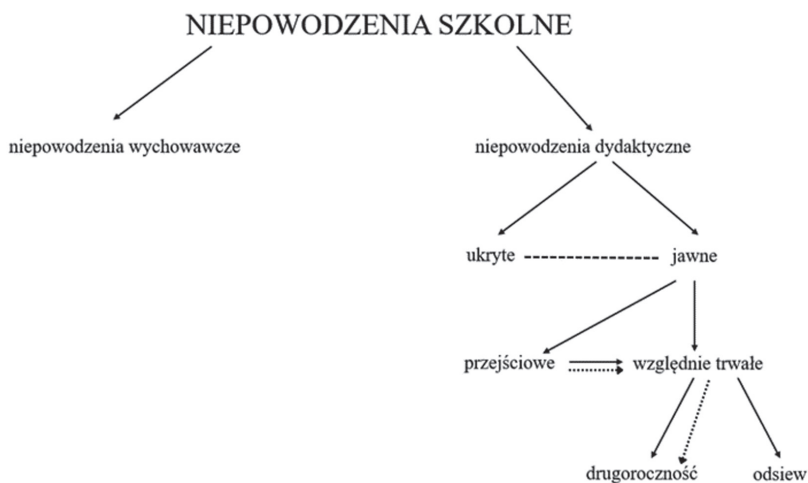 NIEPOWODZENIA SZKOLNE
niepowodzenia wychowawcze niepowodzenia dydaktyczne
ukryte jawne
przejściowe względnie trwałe
drugoroczność odsiew